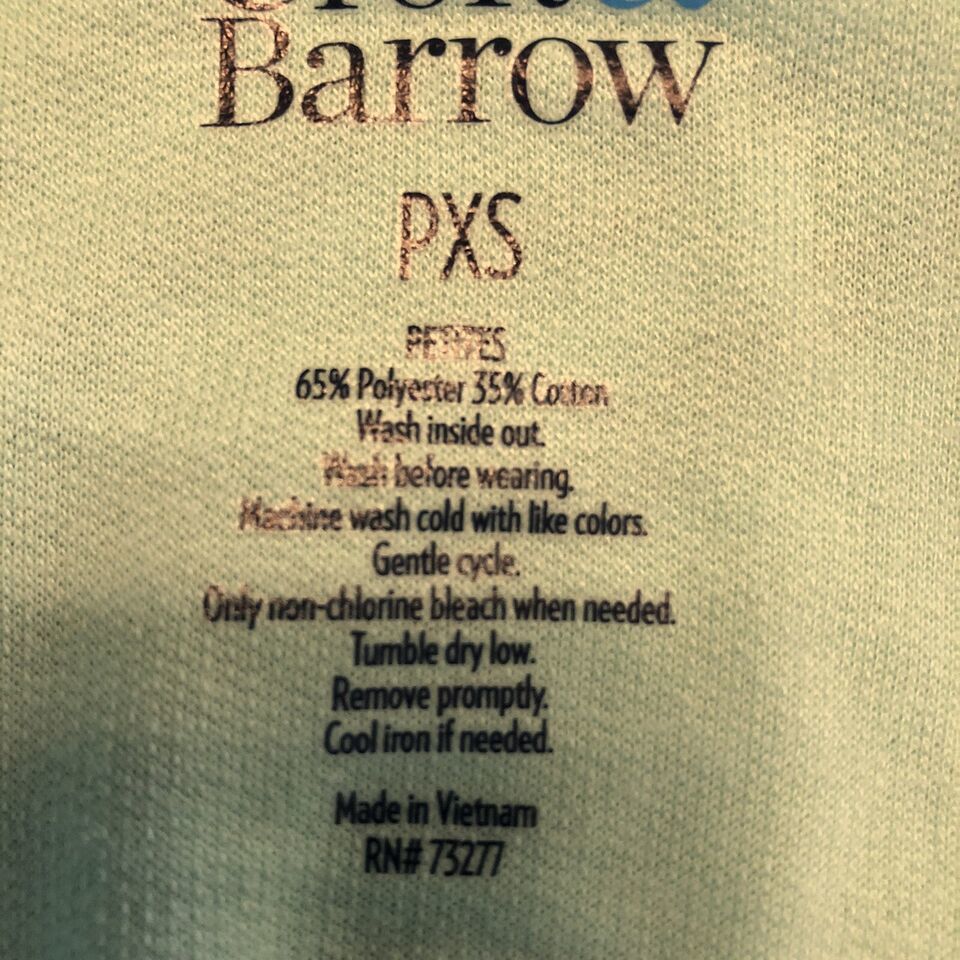 Croft &
Barrow
PXS
PETITES
65% Polyester 35% Cotton
Wash inside out.
Wash before wearing.
Machine wash cold with like colors.
Gentle cycle.
Only non-chlorine bleach when needed.
Tumble dry low.
Remove promptly.
Cool iron if needed.
Made in Vietnam
RN# 73277